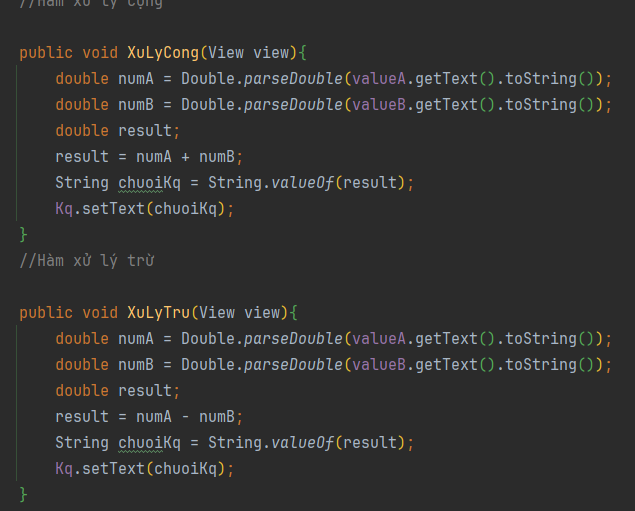 //Hàm xử lý cộng
public void XuLyCong(View view){
double numA = Double.parseDouble(valueA.getText().toString());
double numB = Double.parseDouble(valueB.getText().toString());
double result;
result = numA + numB;
String chuoiKq = String.valueOf(result);
Kq.setText(chuoiKq);
}
//Hàm xử lý trừ
public void XuLyTru(View view){
double numA = Double.parseDouble(valueA.getText().toString());
double numB = Double.parseDouble(valueB.getText().toString());
double result;
result = numA - numB;
String chuoiKq = String.valueOf(result);
Kq.setText(chuoiKq);
}